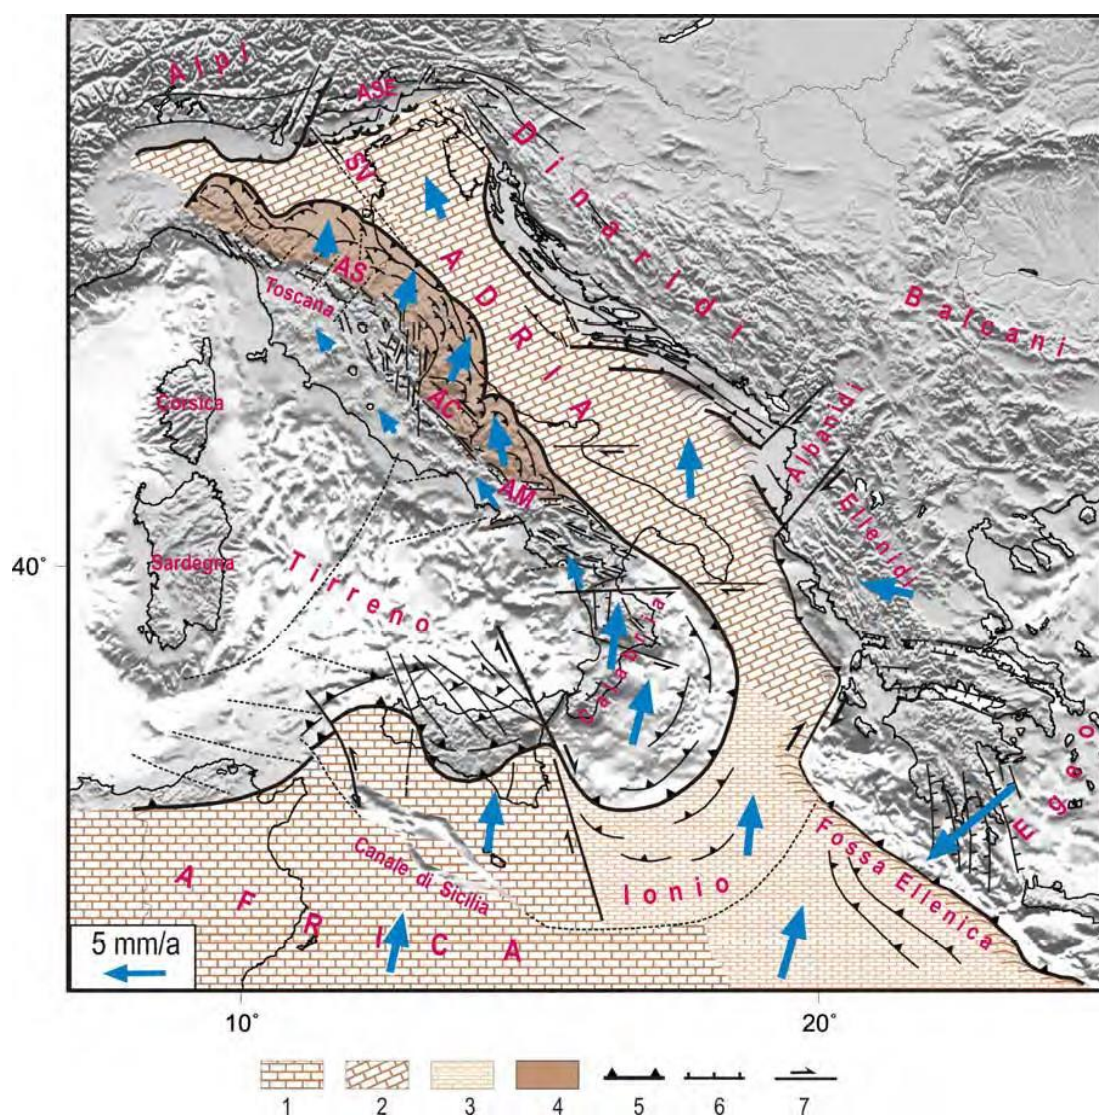 Alpi
ASE
Dinaridi
SV
ADRIA
AS
Toscana
Balcani
Corsica
AC
Albanidi
AM
Ellenidi
40°
Sardegna
Tirreno
Calabria
Egeo
Fossa Ellenica
Canale di Sicilia
Ionio
AFRICA
5 mm/a
10°
20°
1 2 3 4 5 6 7